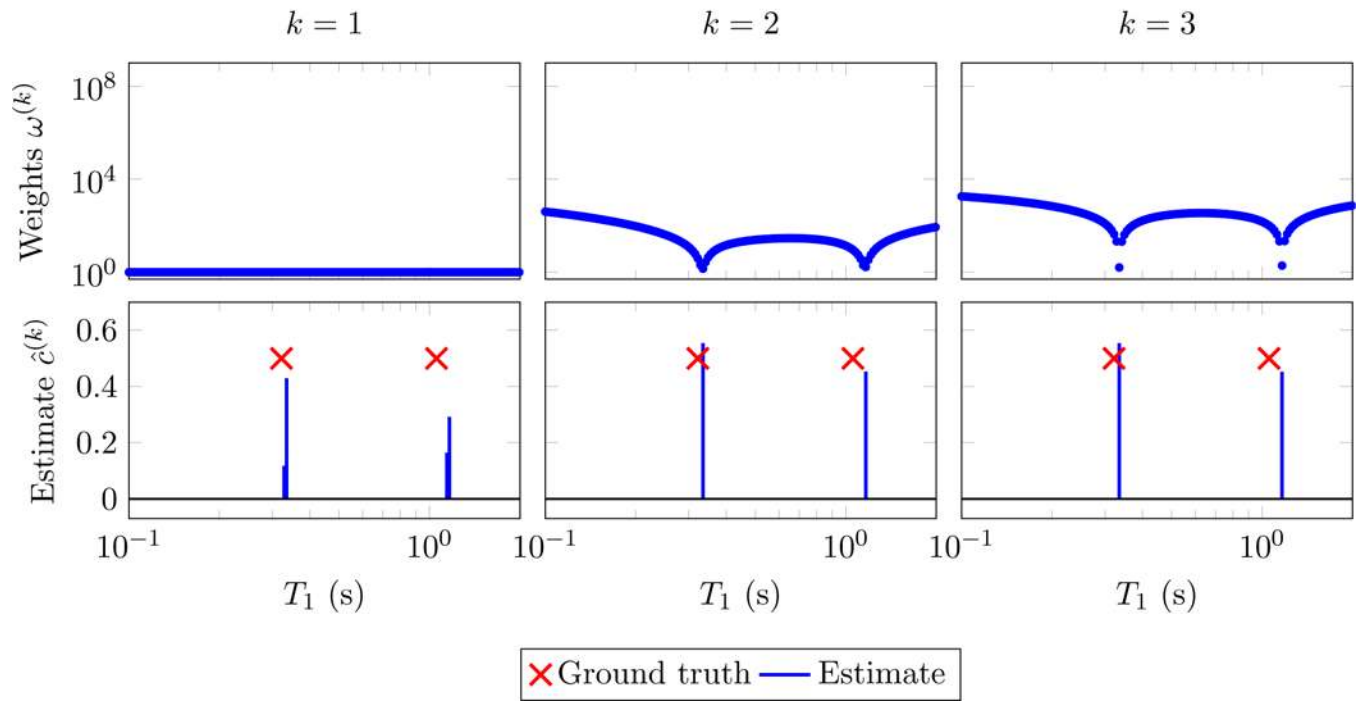 k = 1
k = 2
k = 3
Weights ω^(k)
10^8
10^4
10^0
Estimate ĉ^(k)
0.6
0.4
0.2
0
10^−1
10^0
10^−1
10^0
10^−1
10^0
T_1 (s)
T_1 (s)
T_1 (s)
Ground truth
Estimate